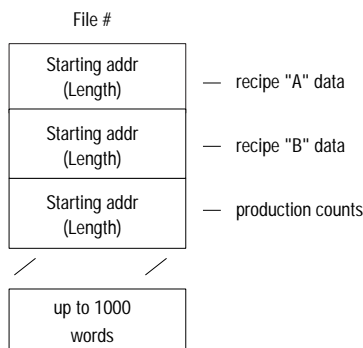 File #
Starting addr
(Length)
recipe "A" data
Starting addr
(Length)
recipe "B" data
Starting addr
(Length)
production counts
up to 1000
words